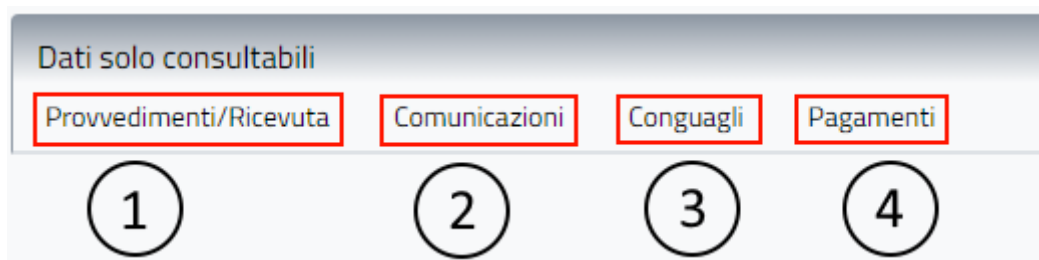 Dati solo consultabili
Provvedimenti/Ricevuta Comunicazioni Conguagli Pagamenti
1 2 3 4